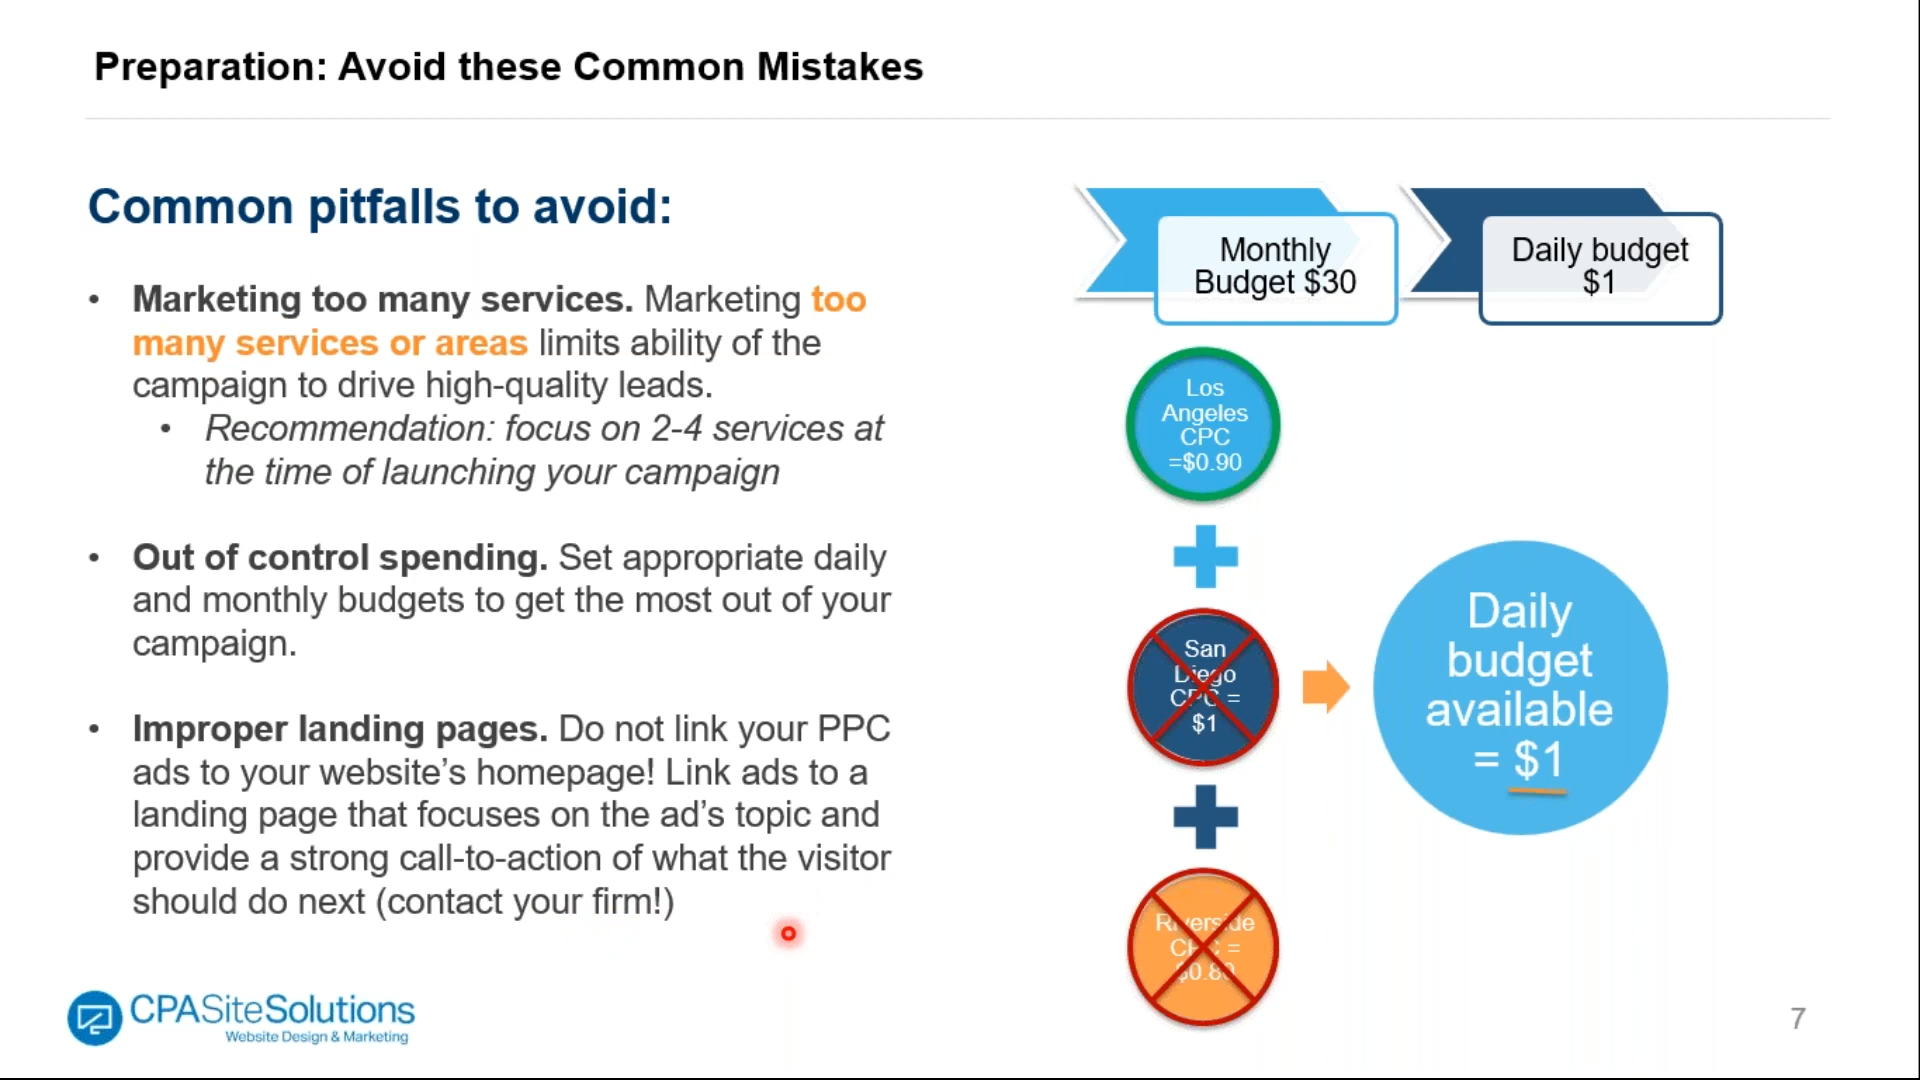 Preparation: Avoid these Common Mistakes
Common pitfalls to avoid:
• Marketing too many services. Marketing too
many services or areas limits ability of the
campaign to drive high-quality leads.
• Recommendation: focus on 2-4 services at
the time of launching your campaign
• Out of control spending. Set appropriate daily
and monthly budgets to get the most out of your
campaign.
• Improper landing pages. Do not link your PPC
ads to your website’s homepage! Link ads to a
landing page that focuses on the ad’s topic and
provide a strong call-to-action of what the visitor
should do next (contact your firm!)
Monthly
Budget $30
Daily budget
$1
Los
Angeles
CPC
=$0.90
San
Diego
CPC =
$1
Riverside
CPC =
$0.80
Daily
budget
available
= $1
CPASiteSolutions
Website Design & Marketing
7